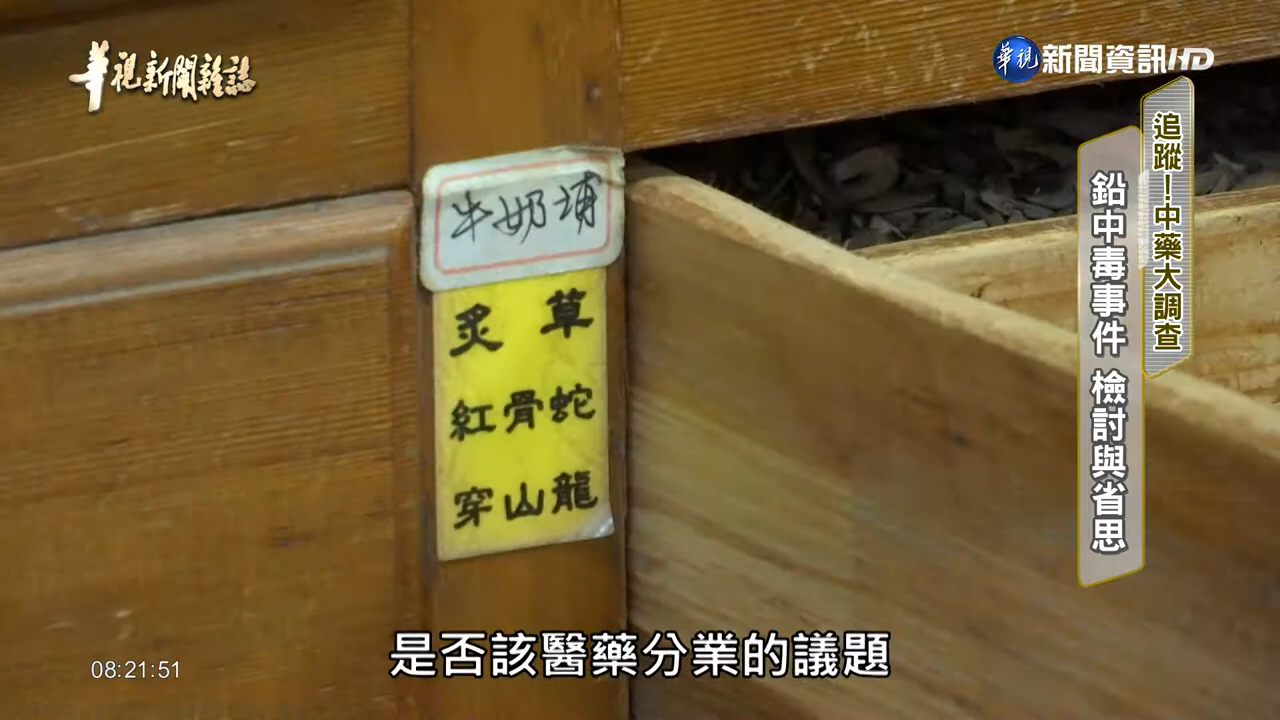 華視新聞雜誌
華視 新聞資訊HD
追蹤!中藥大調查
鉛中毒事件 檢討與省思
牛奶埔
炙 草
紅骨蛇
穿山龍
是否該醫藥分業的議題
08:21:51